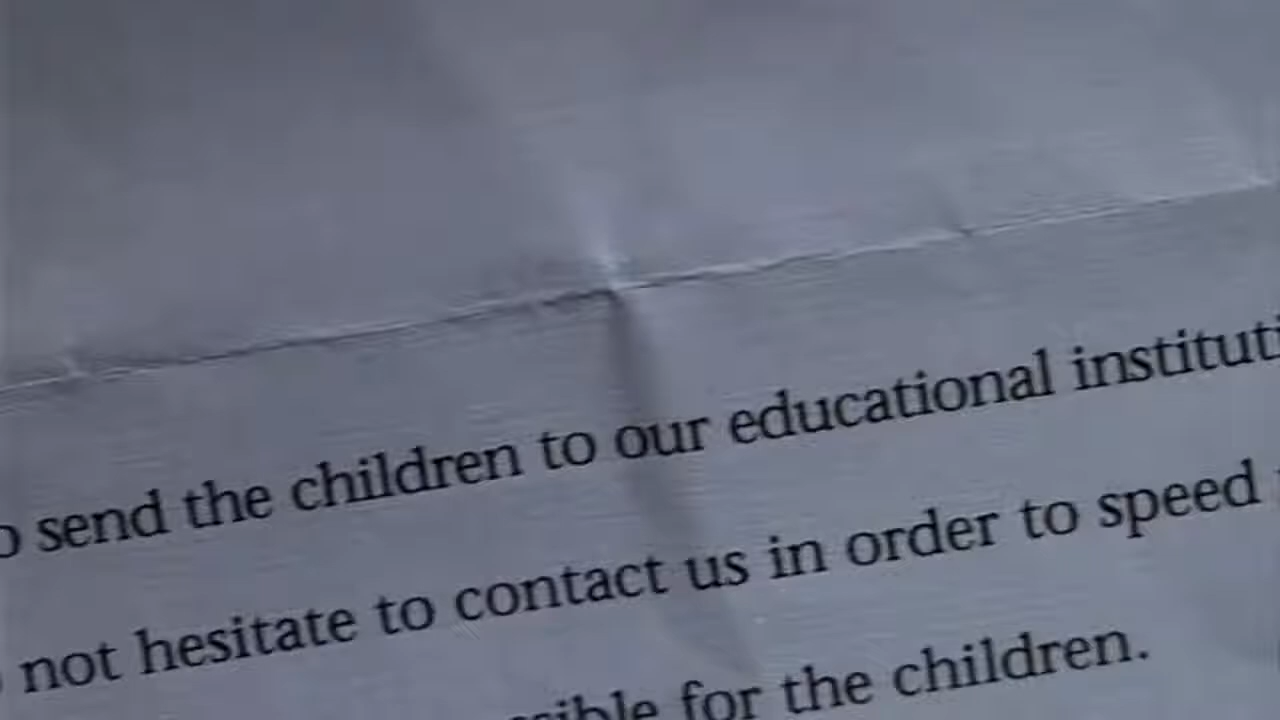 send the children to our educational
not hesitate to contact us in order to speed
for the children.